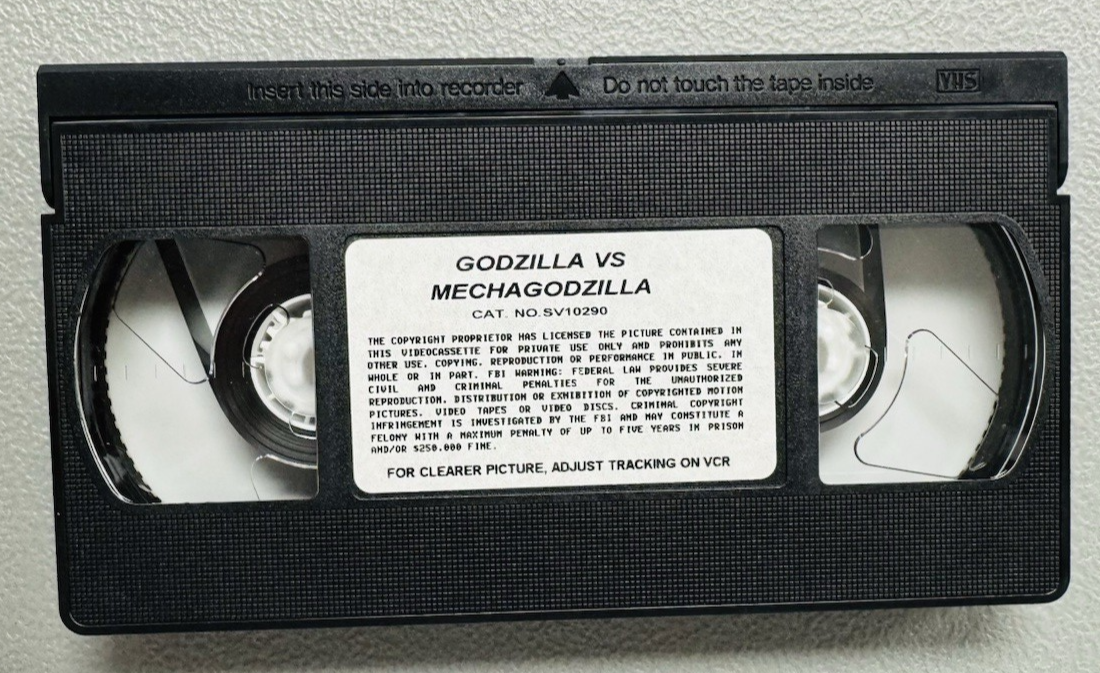 Insert this side into recorder Do not touch the tape inside VHS
GODZILLA VS
MECHAGODZILLA
CAT. NO.SV10290
THE COPYRIGHT PROPRIETOR HAS LICENSED THE PICTURE CONTAINED IN
THIS VIDEOCASSETTE FOR PRIVATE USE ONLY AND PROHIBITS ANY
OTHER USE, COPYING, REPRODUCTION OR PERFORMANCE IN PUBLIC, IN
WHOLE OR IN PART. FBI WARNING: FEDERAL LAW PROVIDES SEVERE
CIVIL AND CRIMINAL PENALTIES FOR THE UNAUTHORIZED
REPRODUCTION, DISTRIBUTION OR EXHIBITION OF COPYRIGHTED MOTION
PICTURES, VIDEO TAPES OR VIDEO DISCS. CRIMINAL COPYRIGHT
INFRINGEMENT IS INVESTIGATED BY THE FBI AND MAY CONSTITUTE A
FELONY WITH A MAXIMUM PENALTY OF UP TO FIVE YEARS IN PRISON
AND/OR $250.000 FINE.
FOR CLEARER PICTURE, ADJUST TRACKING ON VCR